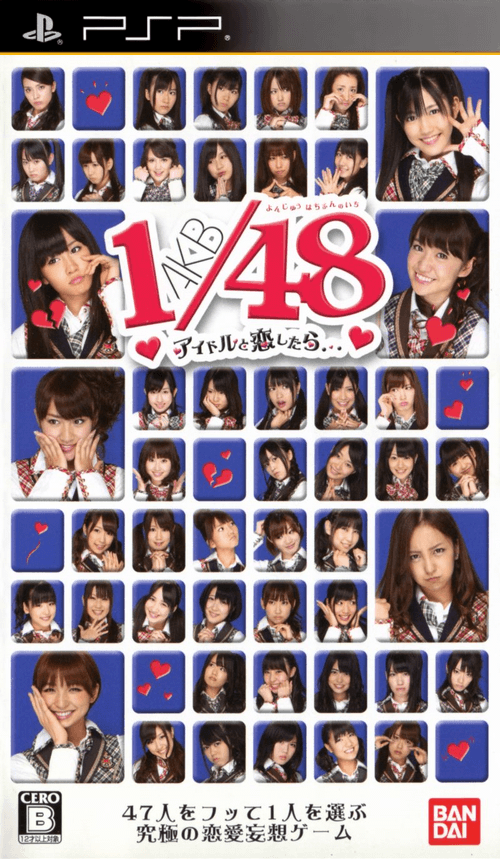 PSP
よんじゅう はちぶんのいち
AKB
1/48
アイドルと恋したら...
CERO
B
12才以上対象
47人をフッて1人を選ぶ
究極の恋愛妄想ゲーム
BAN
DAI